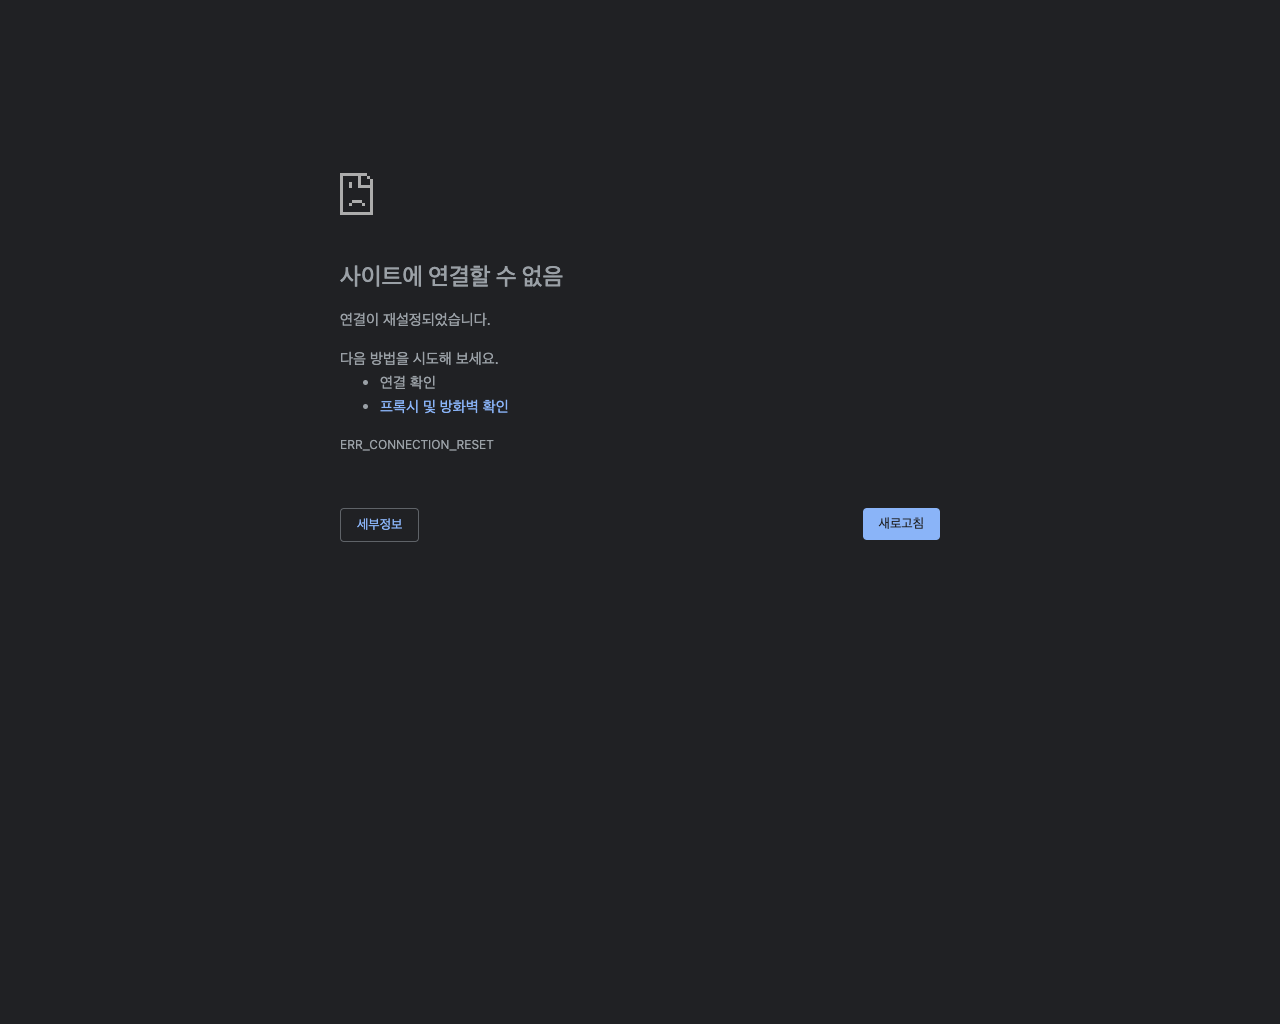 사이트에 연결할 수 없음
연결이 재설정되었습니다.
다음 방법을 시도해 보세요.
연결 확인
프록시 및 방화벽 확인
ERR_CONNECTION_RESET
세부정보
새로고침